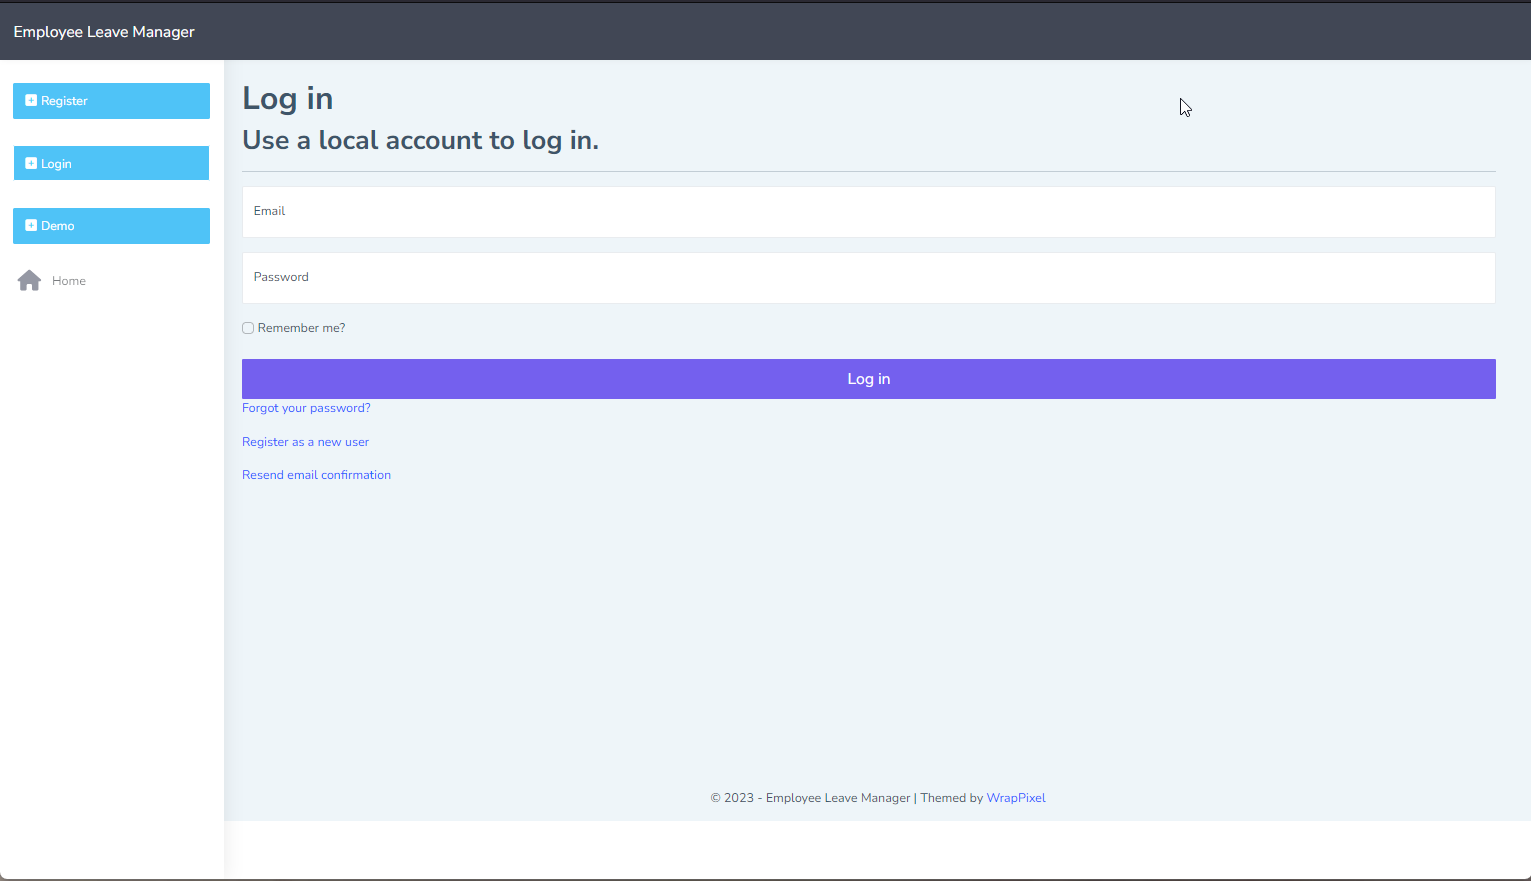 Employee Leave Manager
Register
Login
Demo
Home
Log in
Use a local account to log in.
Email
Password
Remember me?
Log in
Forgot your password?
Register as a new user
Resend email confirmation
© 2023 - Employee Leave Manager | Themed by WrapPixel